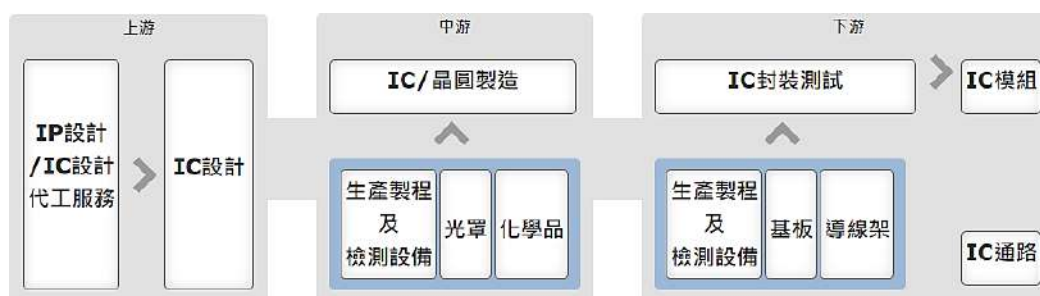 上游
IP設計
/IC設計
代工服務
IC設計
中游
IC/晶圓製造
生產製程
及
檢測設備
光罩
化學品
下游
IC封裝測試
IC模組
生產製程
及
檢測設備
基板
導線架
IC通路